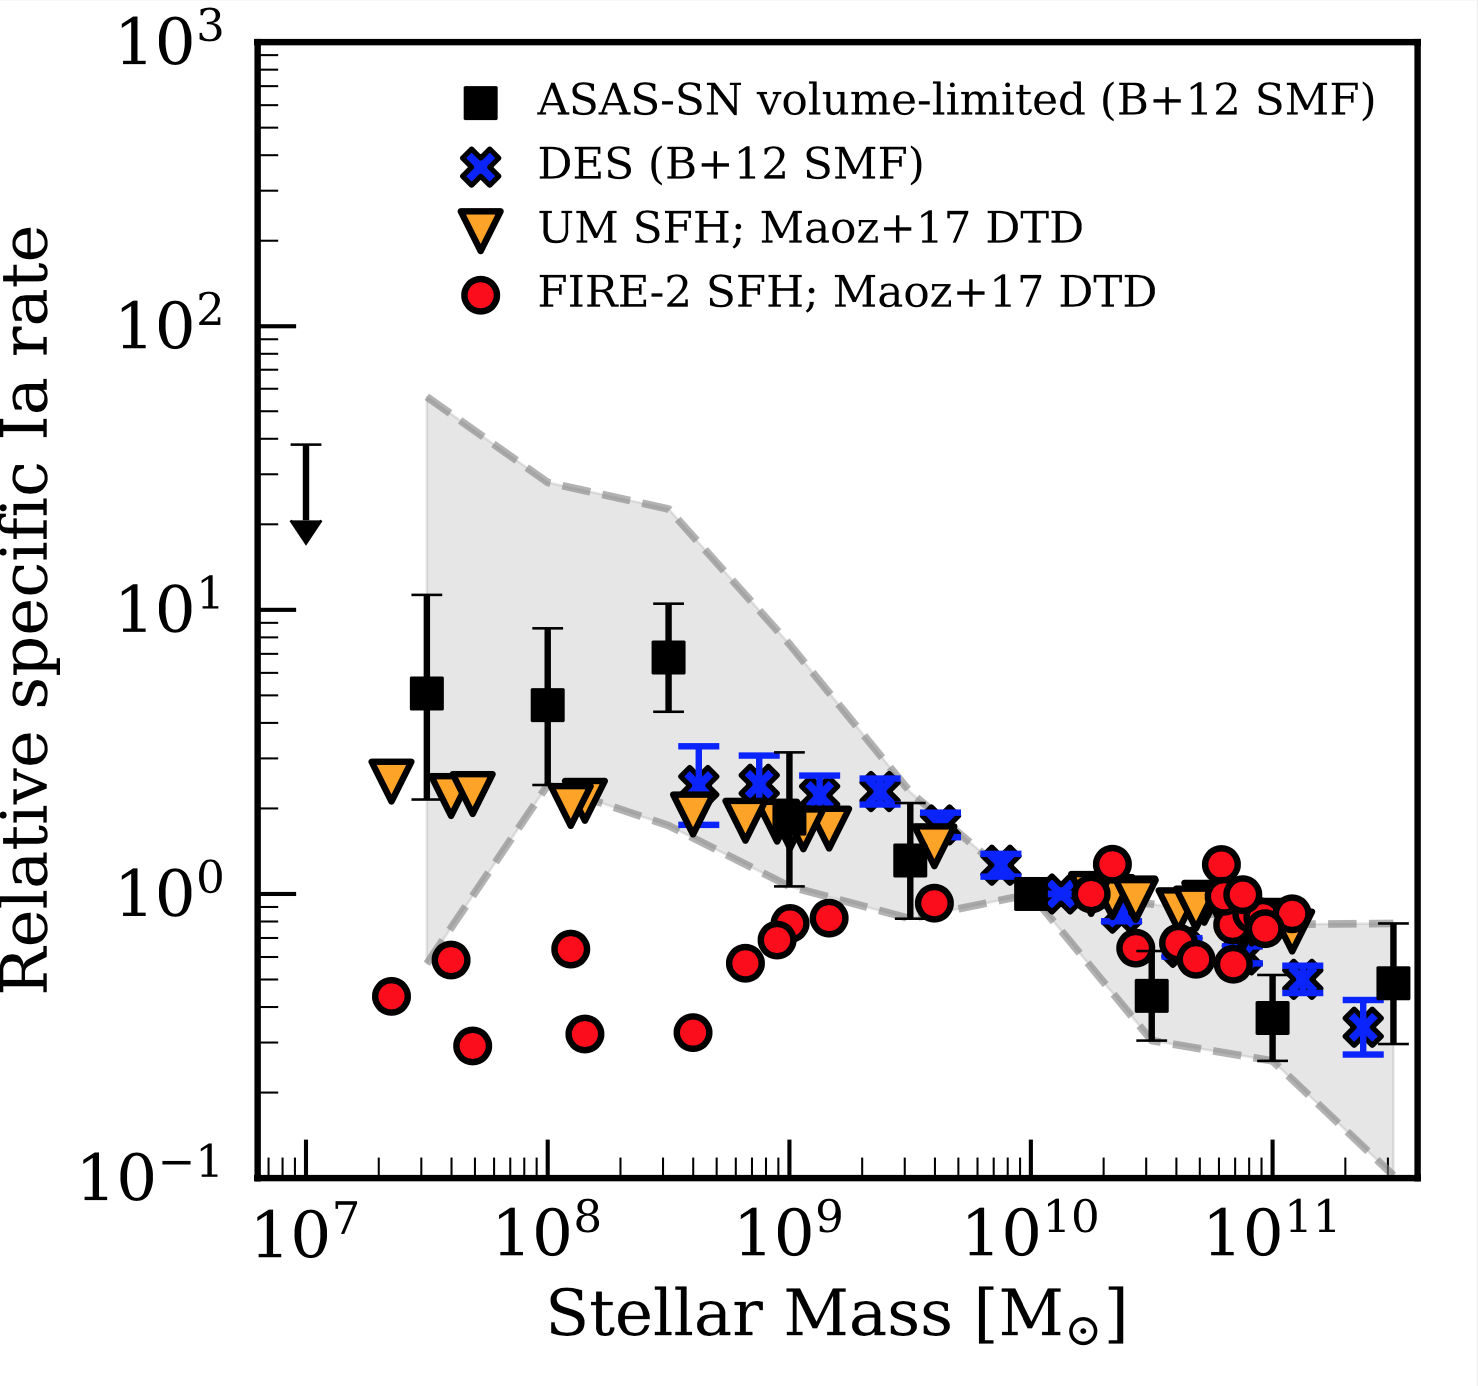 10³
10²
10¹
10⁰
10⁻¹
Relative specific Ia rate
ASAS-SN volume-limited (B+12 SMF)
DES (B+12 SMF)
UM SFH; Maoz+17 DTD
FIRE-2 SFH; Maoz+17 DTD
10⁷ 10⁸ 10⁹ 10¹⁰ 10¹¹
Stellar Mass [M⊙]